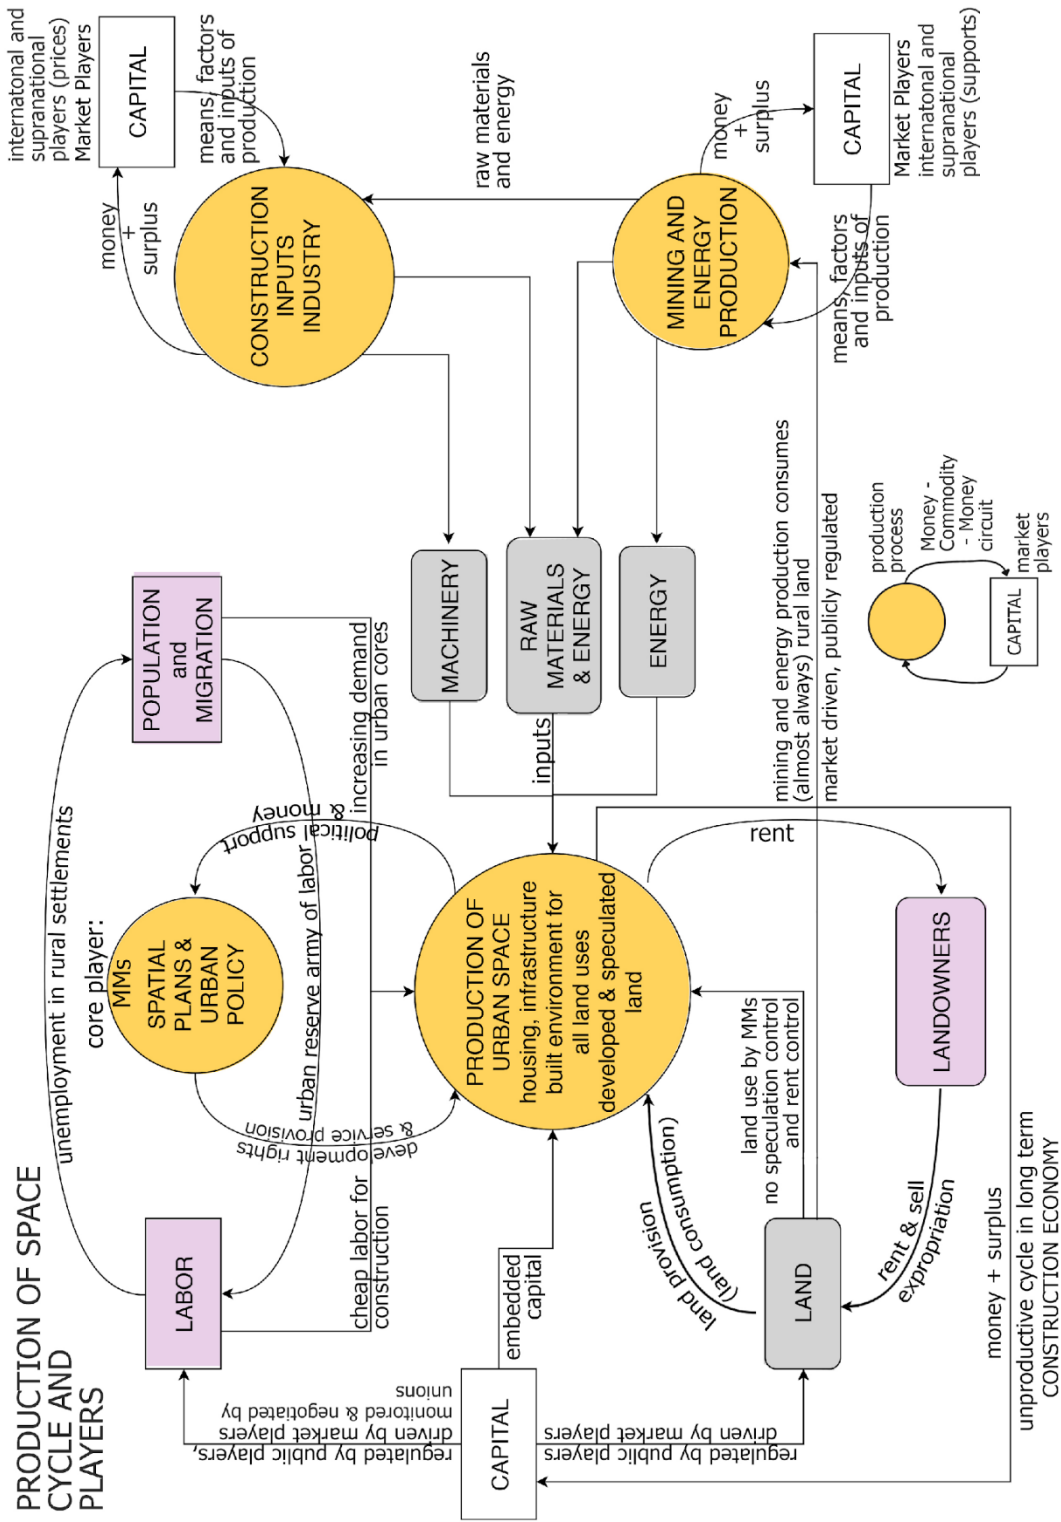 PRODUCTION OF SPACE
CYCLE AND
PLAYERS
unemployment in rural settlements
LABOR
POPULATION
and
MIGRATION
core player:
MMs
SPATIAL
PLANS &
URBAN
POLICY
urban reserve army of labor
political support
& money
development rights
& service provision
cheap labor for
construction
increasing demand
in urban cores
regulated by public players,
driven by market players
monitored & negotiated by
unions
CAPITAL
embedded
capital
regulated by public players
driven by market players
PRODUCTION OF
URBAN SPACE
housing, infrastructure
built environment for
all land uses
developed & speculated
land
inputs
MACHINERY
RAW
MATERIALS
& ENERGY
ENERGY
CONSTRUCTION
INPUTS
INDUSTRY
money
+
surplus
CAPITAL
internatonal and
supranational
players (prices)
Market Players
means, factors
and inputs of
production
raw materials
and energy
MINING AND
ENERGY
PRODUCTION
money
+
surplus
CAPITAL
Market Players
internatonal and
supranational
players (supports)
means, factors
and inputs of
production
mining and energy production consumes
(almost always) rural land
market driven, publicly regulated
land provision
(land consumption)
land use by MMs
no speculation control
and rent control
LAND
rent & sell
expropriation
LANDOWNERS
rent
money + surplus
unproductive cycle in long term
CONSTRUCTION ECONOMY
production
process
Money -
Commodity
- Money
circuit
CAPITAL
market
players